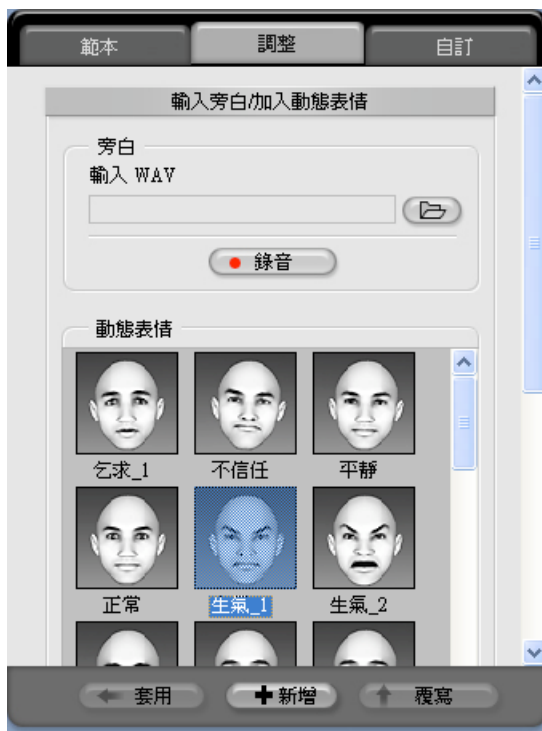 範本 調整 自訂
輸入旁白/加入動態表情
旁白
輸入 WAV
錄音
動態表情
乞求_1 不信任 平靜
正常 生氣_1 生氣_2
套用 新增 覆寫